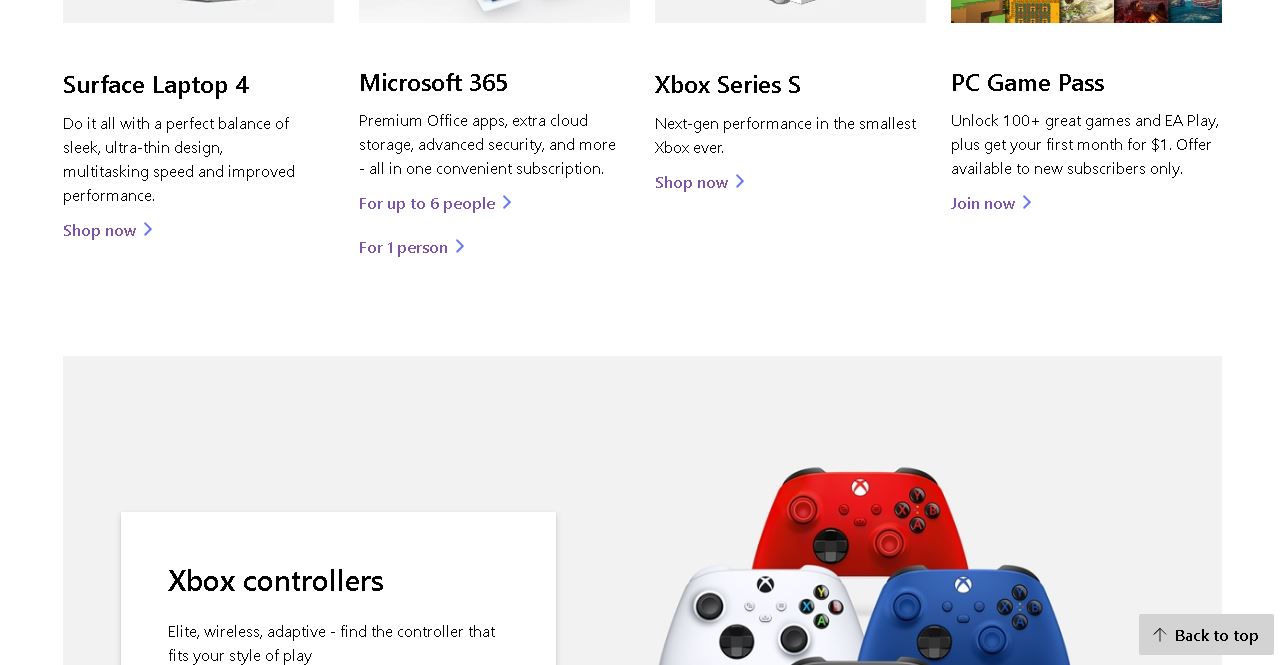 Surface Laptop 4
Do it all with a perfect balance of
sleek, ultra-thin design,
multitasking speed and improved
performance.
Shop now
Microsoft 365
Premium Office apps, extra cloud
storage, advanced security, and more
- all in one convenient subscription.
For up to 6 people
For 1 person
Xbox Series S
Next-gen performance in the smallest
Xbox ever.
Shop now
PC Game Pass
Unlock 100+ great games and EA Play,
plus get your first month for $1. Offer
available to new subscribers only.
Join now
Xbox controllers
Elite, wireless, adaptive - find the controller that
fits your style of play
Y
X B
A
Y
X B
A
Y
X B
A
Back to top